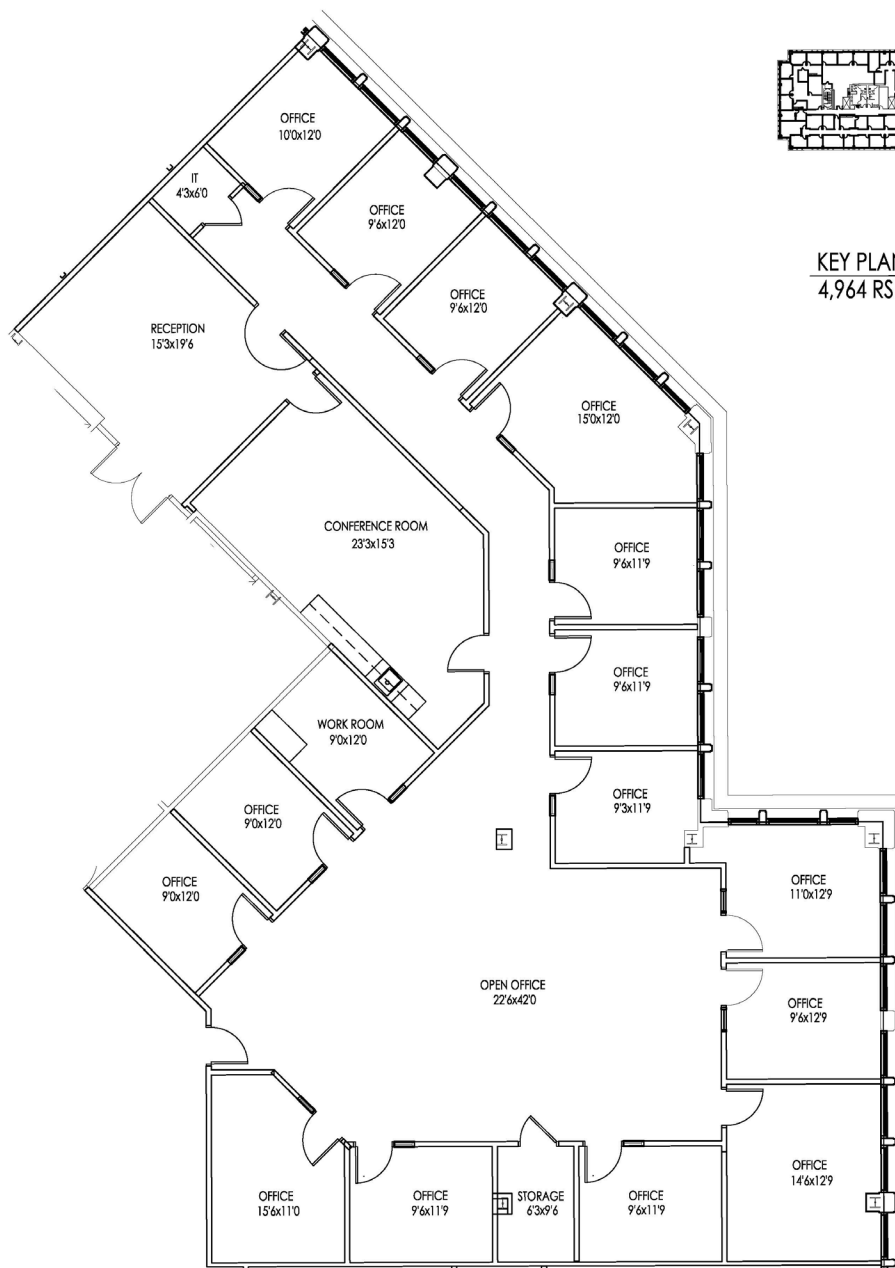 OFFICE
10'0x12'0
IT
4'3x6'0
OFFICE
9'6x12'0
KEY PLAN
4,964 RS
OFFICE
9'6x12'0
RECEPTION
15'3x19'6
OFFICE
15'0x12'0
CONFERENCE ROOM
23'3x15'3
OFFICE
9'6x11'9
OFFICE
9'6x11'9
WORK ROOM
9'0x12'0
OFFICE
9'3x11'9
OFFICE
9'0x12'0
OFFICE
9'0x12'0
OFFICE
11'0x12'9
OPEN OFFICE
22'6x42'0
OFFICE
9'6x12'9
OFFICE
14'6x12'9
OFFICE
15'6x11'0
OFFICE
9'6x11'9
STORAGE
6'3x9'6
OFFICE
9'6x11'9